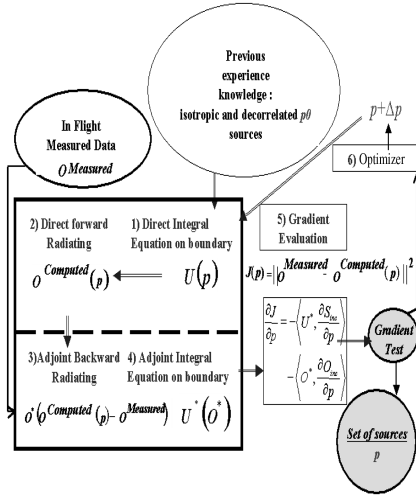 Previous
experience
knowledge :
isotropic and decorrelated p0
sources
In Flight
Measured Data
O Measured
p+Δp
6) Optimizer
2) Direct forward
Radiating
1) Direct Integral
Equation on boundary
O Computed (p)
U(p)
5) Gradient
Evaluation
J(p)=||O Measured - O Computed (p)||²
3)Adjoint Backward
Radiating
4) Adjoint Integral
Equation on boundary
O*(O Computed (p)- O Measured)
U*(O*)
∂J/∂p = -⟨U*, ∂S_inc/∂p⟩
-⟨O*, ∂O_inc/∂p⟩
Gradient
Test
Set of sources
p